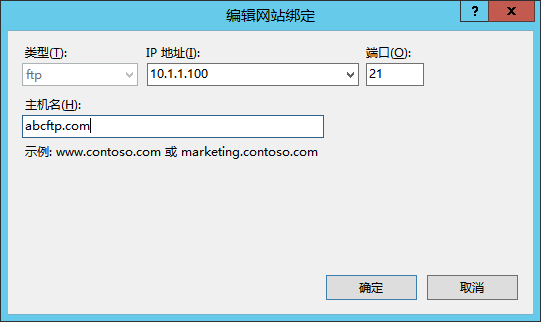 编辑网站绑定
?
X
类型(T): IP 地址(I): 端口(O):
ftp 10.1.1.100 21
主机名(H):
abcftp.com
示例: www.contoso.com 或 marketing.contoso.com
确定 取消